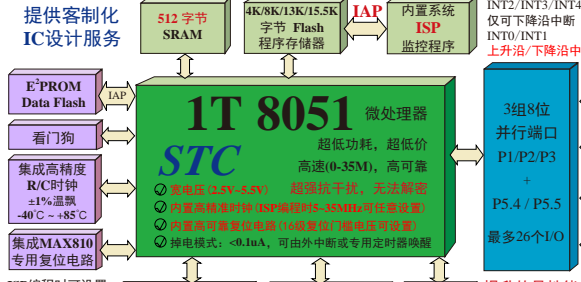 提供客制化
IC设计服务
512 字节
SRAM
4K/8K/13K/15.5K
字节 Flash
程序存储器
IAP
内置系统
ISP
监控程序
INT2/INT3/INT4
仅可下降沿中断
INT0/INT1
上升沿/下降沿中
E²PROM
Data Flash
IAP
看门狗
集成高精度
R/C时钟
±1%温飘
-40℃～+85℃
集成MAX810
专用复位电路
1T 8051 微处理器
STC
超低功耗，超低价
高速(0-35M)，高可靠
宽电压(2.5V~5.5V) 超强抗干扰，无法解密
内置高精准时钟(ISP编程时5~35MHz可任意设置)
内置高可靠复位电路(16级复位门槛电压可设置)
掉电模式：<0.1uA，可由外中断或专用定时器唤醒
3组8位
并行端口
P1/P2/P3
+
P5.4 / P5.5
最多26个I/O